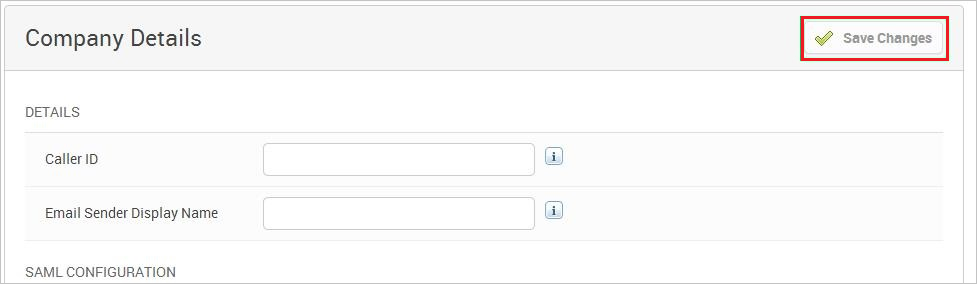 Company Details
Save Changes
DETAILS
Caller ID
i
Email Sender Display Name
i
SAML CONFIGURATION